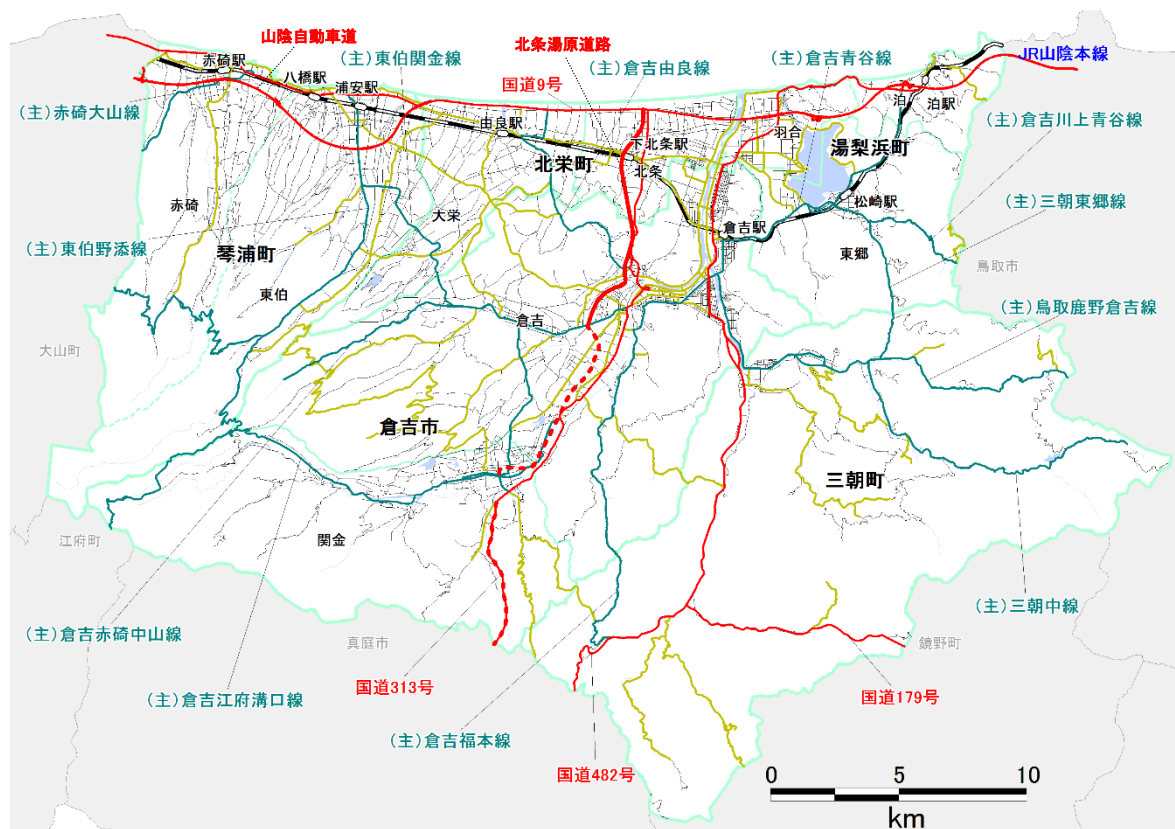 山陰自動車道
北条湯原道路
赤碕駅
(主)東伯関金線
(主)倉吉由良線
(主)倉吉青谷線
JR山陰本線
八橋駅
国道9号
浦安駅
泊
泊駅
(主)赤碕大山線
由良駅
羽合
(主)倉吉川上青谷線
下北条駅
湯梨浜町
北栄町
北条
赤碕
松崎駅
(主)三朝東郷線
大栄
倉吉駅
(主)東伯野添線
琴浦町
東郷
鳥取市
東伯
(主)鳥取鹿野倉吉線
倉吉
大山町
倉吉市
三朝町
江府町
関金
(主)三朝中線
(主)倉吉赤碕中山線
真庭市
鏡野町
国道313号
国道179号
(主)倉吉江府溝口線
(主)倉吉福本線
国道482号
0 5 10
km